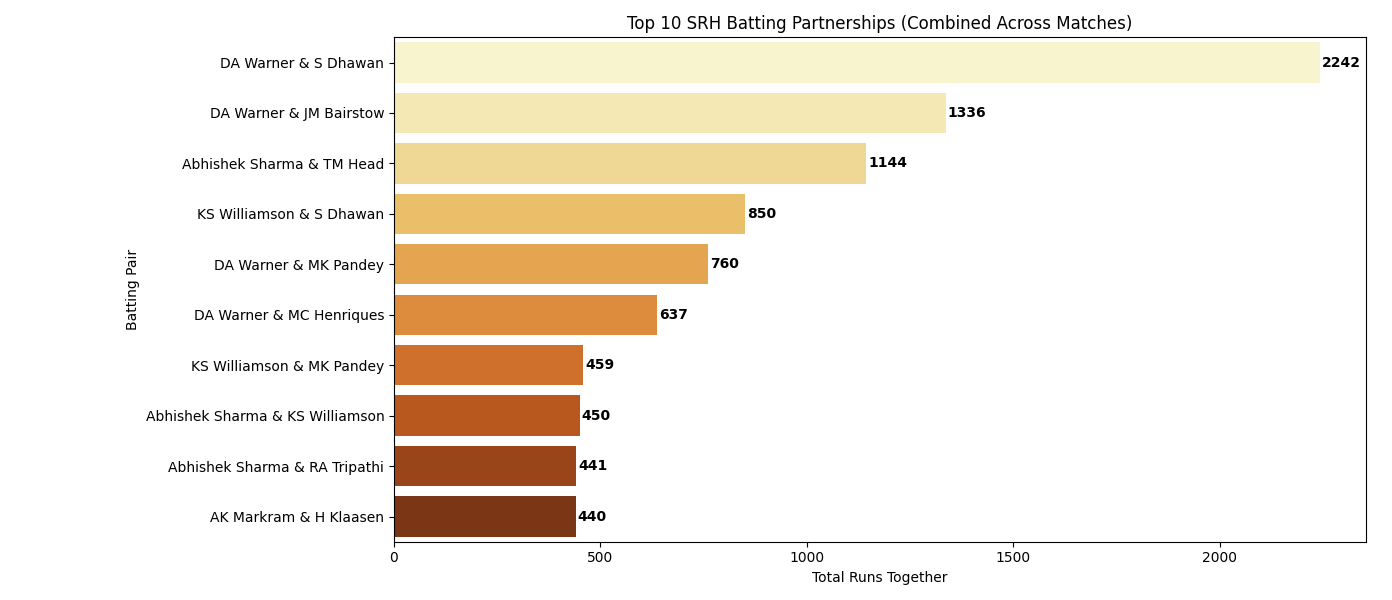 Top 10 SRH Batting Partnerships (Combined Across Matches)
DA Warner & S Dhawan 2242
DA Warner & JM Bairstow 1336
Abhishek Sharma & TM Head 1144
KS Williamson & S Dhawan 850
DA Warner & MK Pandey 760
DA Warner & MC Henriques 637
KS Williamson & MK Pandey 459
Abhishek Sharma & KS Williamson 450
Abhishek Sharma & RA Tripathi 441
AK Markram & H Klaasen 440
Batting Pair
0 500 1000 1500 2000
Total Runs Together